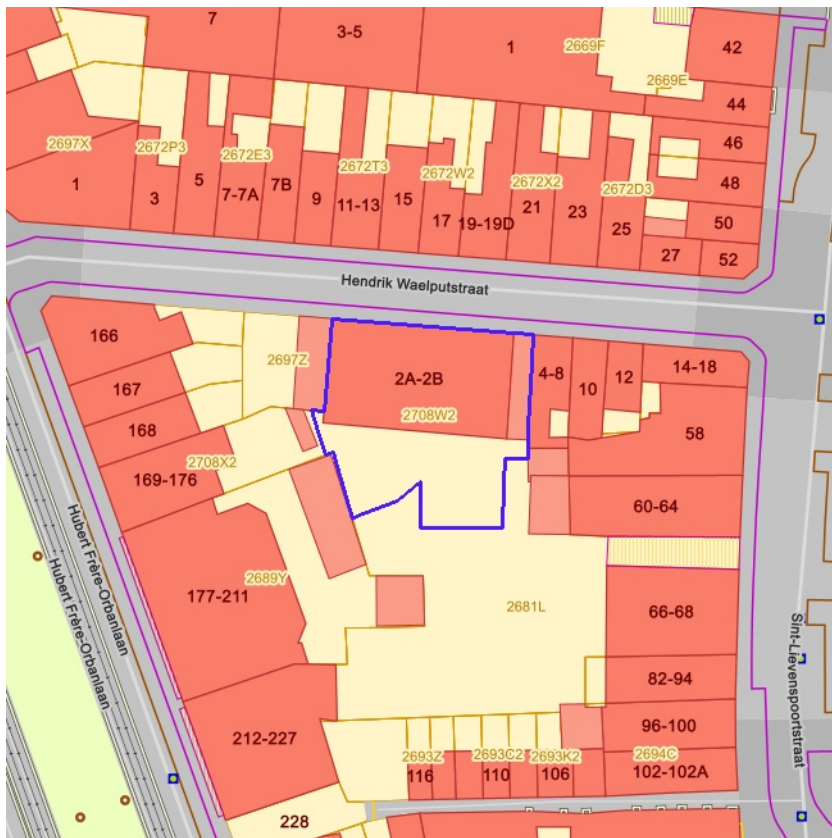 7
3-5
1
2669F
42
2669E
44
2697X
2672P3
2672E3
2672T3
2672W2
2672X2
2672D3
46
48
1
3
5
7-7A
7B
9
11-13
15
17
19-19D
21
23
25
50
27
52
Hendrik Waelputstraat
166
2697Z
2A-2B
2708W2
4-8
10
12
14-18
167
168
58
169-176
2708X2
60-64
Hubert Frère-Orbanlaan
Hubert Frère-Orbanlaan
177-211
2689Y
2681L
66-68
Sint-Lievenspoortstraat
82-94
212-227
96-100
2693Z
2693C2
2693K2
2694C
116
110
106
102-102A
228